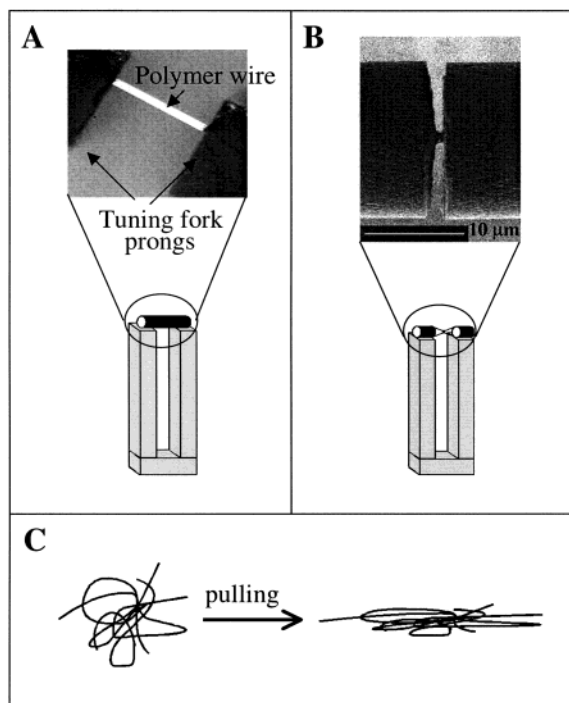 A
Polymer wire
Tuning fork
prongs
B
10 μm
C
pulling